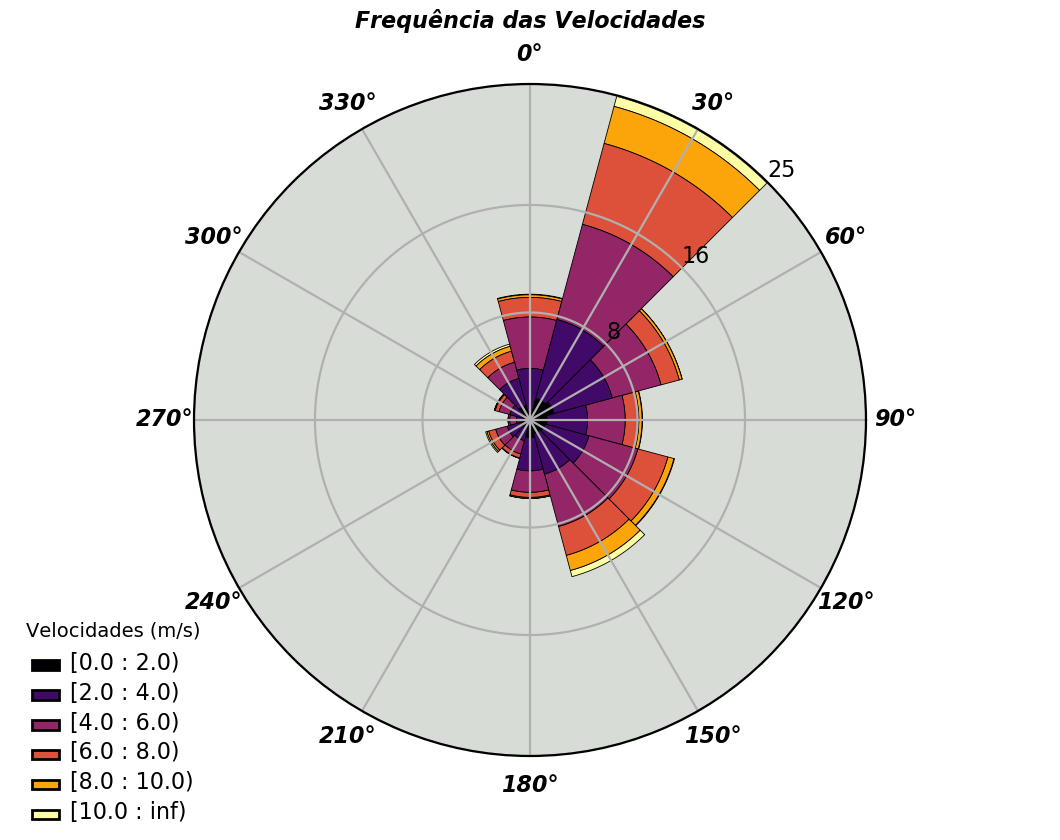 Frequência das Velocidades
0°
30°
60°
90°
120°
150°
180°
210°
240°
270°
300°
330°
8
16
25
Velocidades (m/s)
[0.0 : 2.0)
[2.0 : 4.0)
[4.0 : 6.0)
[6.0 : 8.0)
[8.0 : 10.0)
[10.0 : inf)